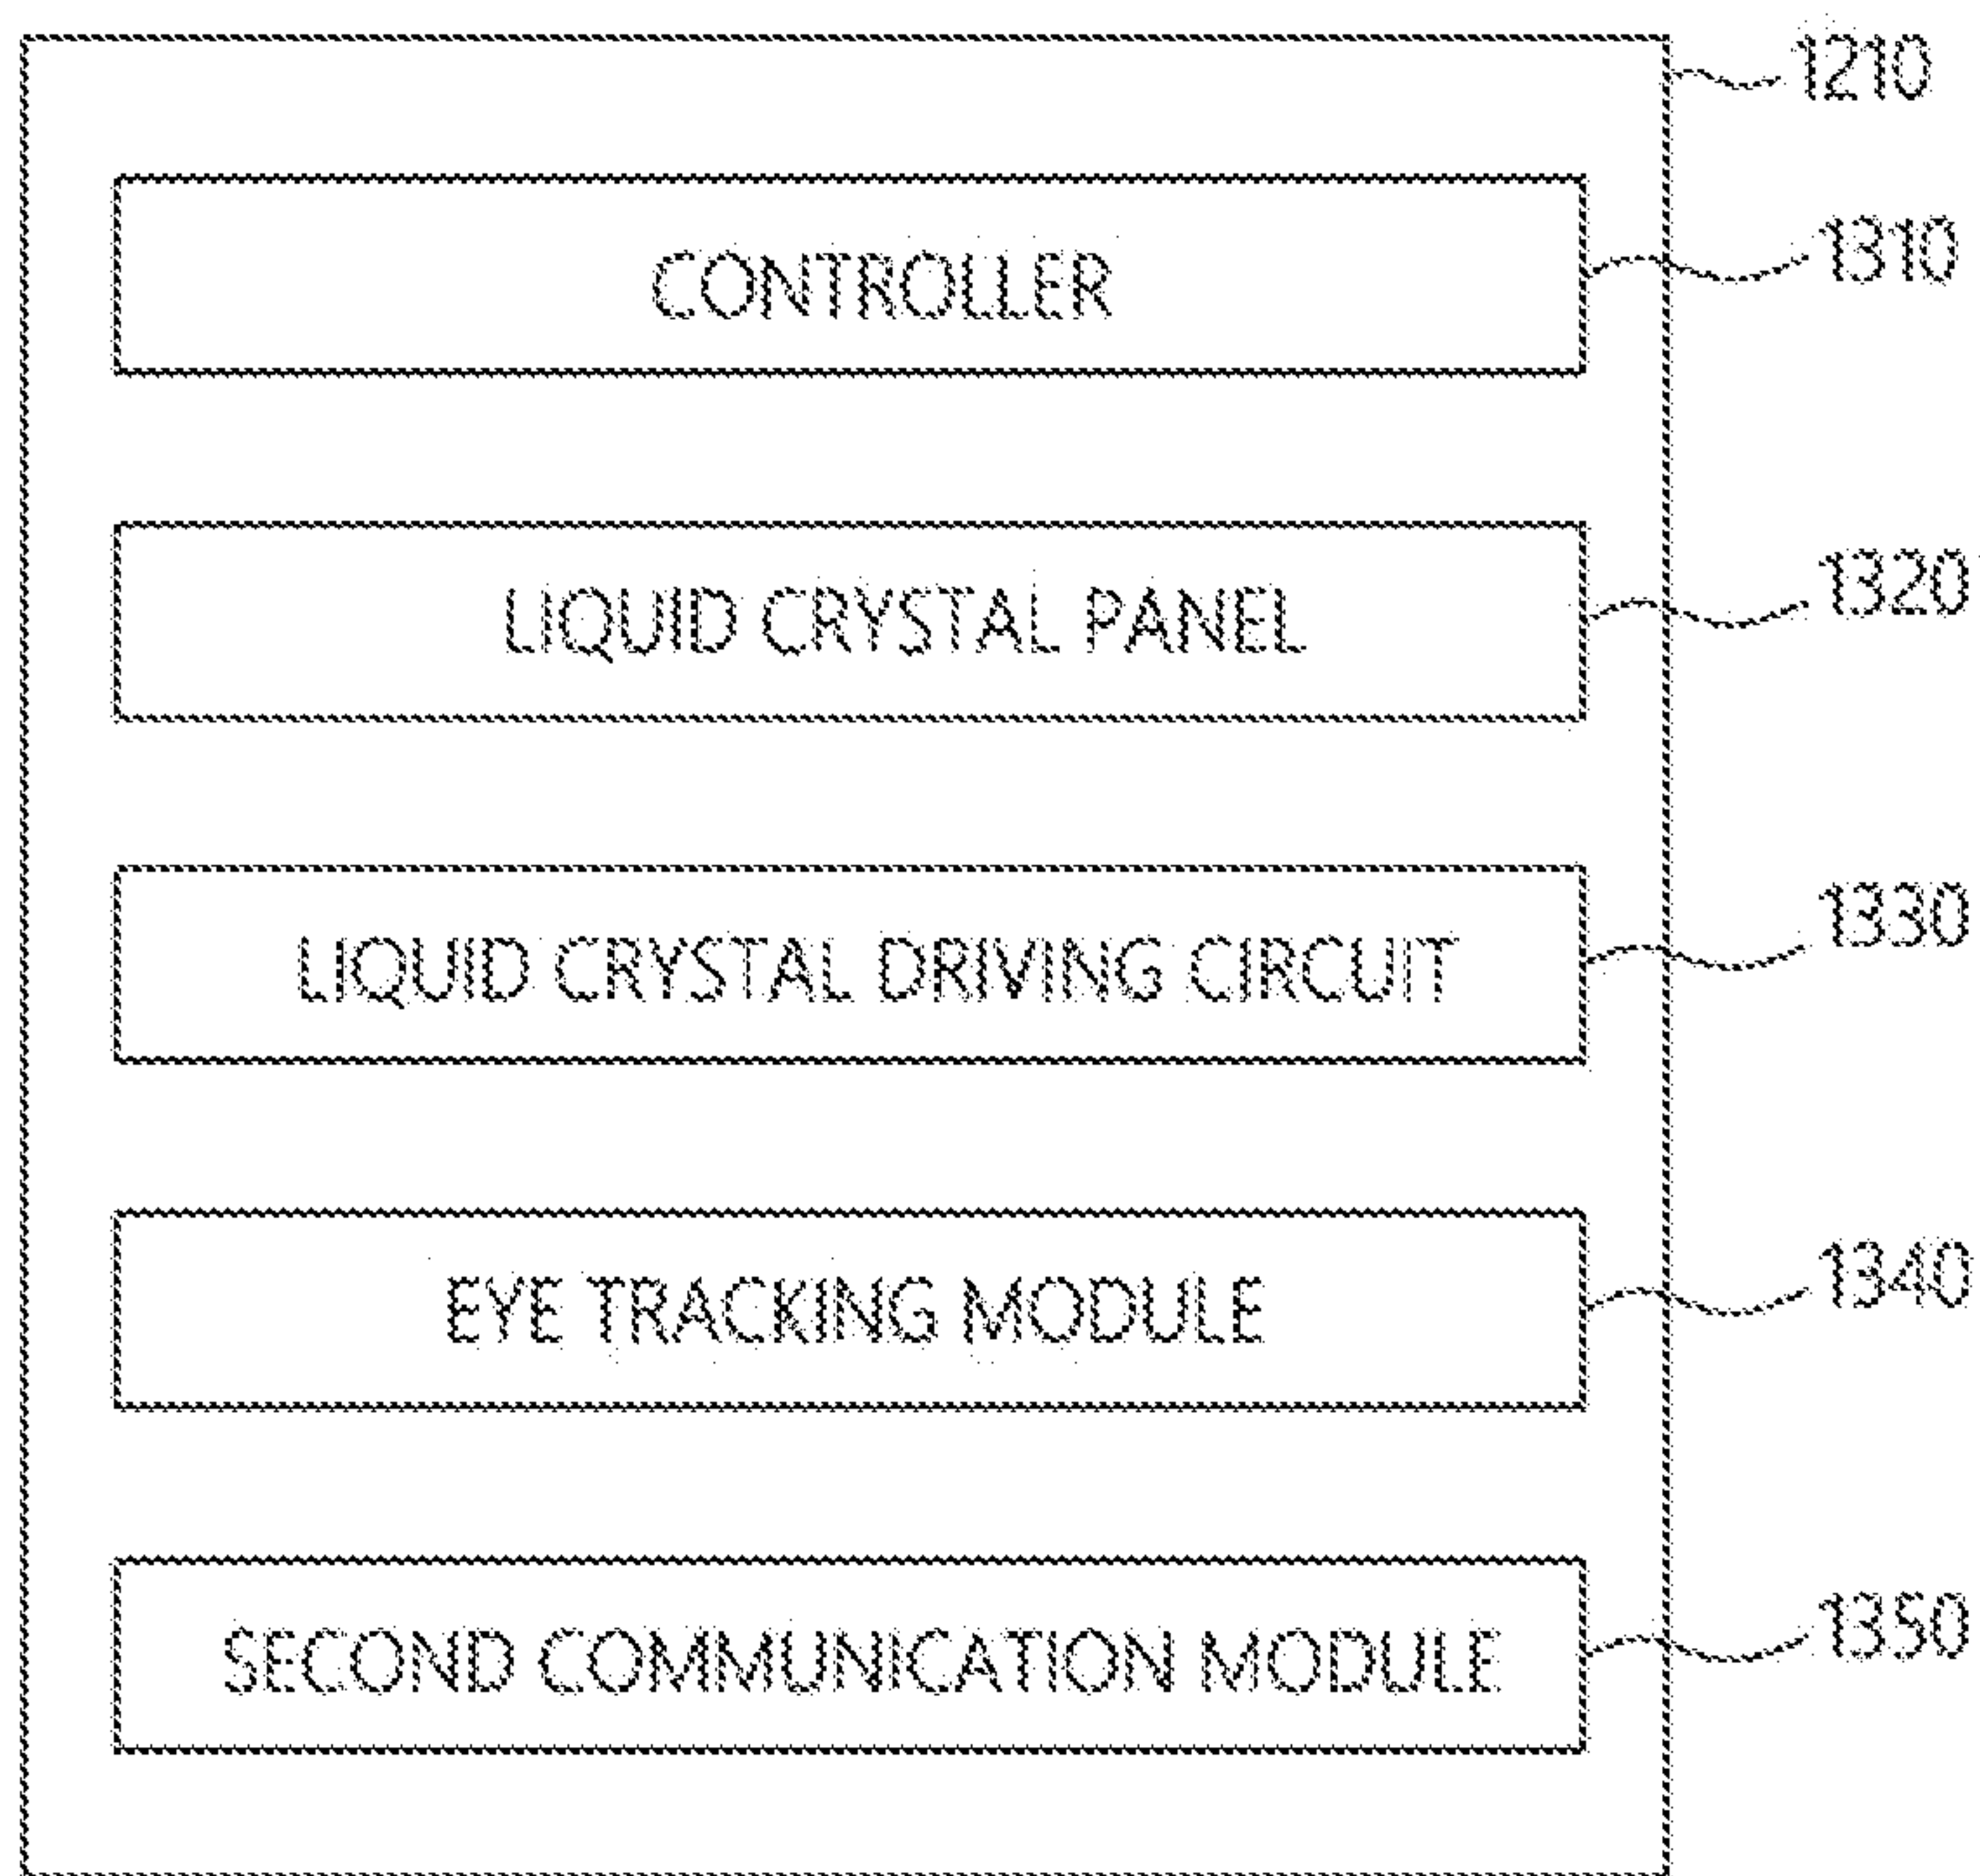 1210
CONTROLLER 1310
LIQUID CRYSTAL PANEL 1320
LIQUID CRYSTAL DRIVING CIRCUIT 1330
EYE TRACKING MODULE 1340
SECOND COMMUNICATION MODULE 1350